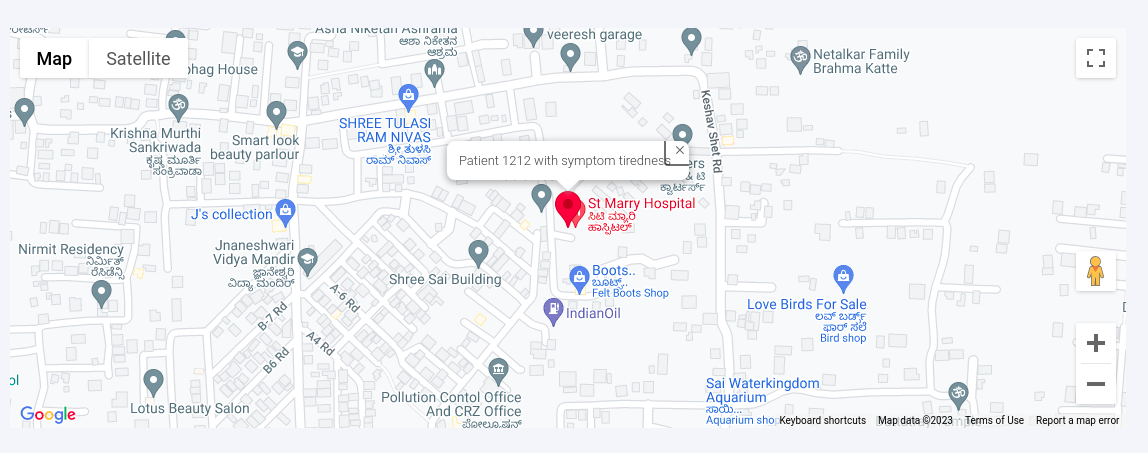 Asha Niketan Ashrama
ಆಶಾ ನಿಕೇತನ
ಆಶ್ರಮ
veeresh garage
Map
Satellite
bhag House
Netalkar Family
Brahma Katte
Keshav Shet Rd
SHREE TULASI
RAM NIVAS
ಶ್ರೀ ತುಳಸಿ
ರಾಮ್ ನಿವಾಸ್
Krishna Murthi
Sankriwada
ಕೃಷ್ಣ ಮೂರ್ತಿ
ಸಂಕ್ರಿವಾಡಾ
Smart look
beauty parlour
Patient 1212 with symptom tiredness
ers
& ಟಿ
ಕ್ವಾರ್ಟರ್ಸ್
St Marry Hospital
ಸಿಟಿ ಮ್ಯಾರಿ
ಹಾಸ್ಪಿಟಲ್
J's collection
Nirmit Residency
ನಿರ್ಮಿತ್
ರೆಸಿಡೆನ್ಸಿ
Jnaneshwari
Vidya Mandir
ಜ್ಞಾನೇಶ್ವರಿ
ವಿದ್ಯಾ ಮಂದಿರ್
Shree Sai Building
Boots..
ಬೂಟ್ಸ್..
Felt Boots Shop
IndianOil
Love Birds For Sale
ಲವ್ ಬರ್ಡ್ಸ್
ಫಾರ್ ಸೆಲೆ
Bird shop
A-6 Rd
B-7 Rd
A4 Rd
B6 Rd
Lotus Beauty Salon
Pollution Contol Office
And CRZ Office
ಪೋಲ್ಲೂಷನ್
Sai Waterkingdom
Aquarium
ಸಾಯಿ...
Aquarium shop
Google
Keyboard shortcuts
Map data ©2023
Terms of Use
Report a map error